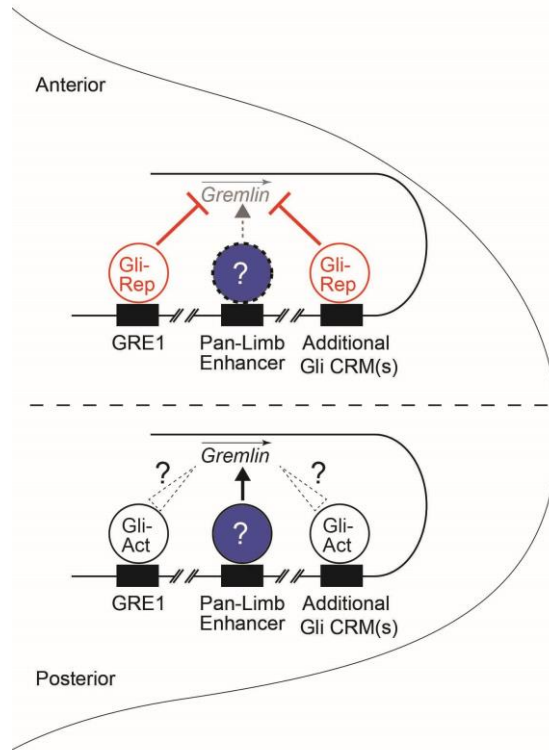 Anterior
Gremlin
Gli-
Rep
?
Gli-
Rep
GRE1
Pan-Limb
Enhancer
Additional
Gli CRM(s)
Gremlin
?
?
Gli-
Act
?
Gli-
Act
GRE1
Pan-Limb
Enhancer
Additional
Gli CRM(s)
Posterior